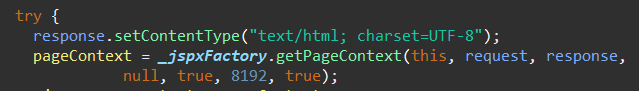 try {
response.setContentType("text/html; charset=UTF-8");
pageContext = _jspxFactory.getPageContext(this, request, response,
null, true, 8192, true);